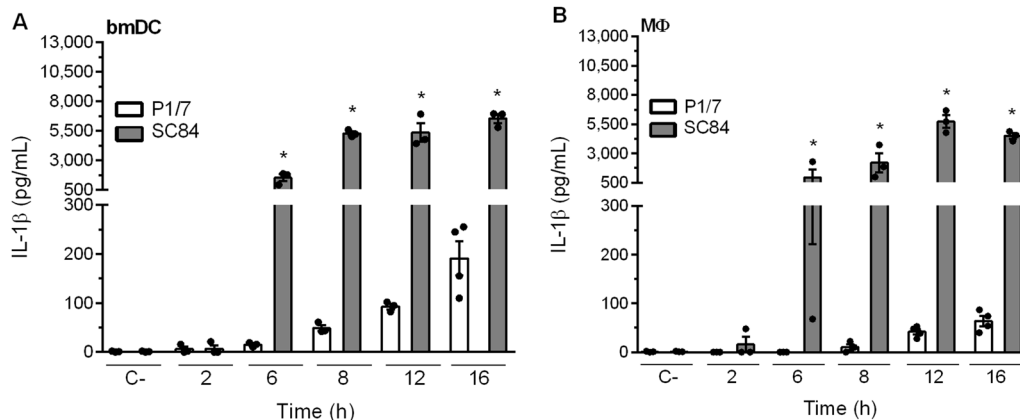 A
bmDC
13,000
10,500
8,000
5,500
3,000
500
300
200
100
0
IL-1β (pg/mL)
P1/7
SC84
* * * *
C- 2 6 8 12 16
Time (h)
B
MΦ
13,000
10,500
8,000
5,500
3,000
500
300
200
100
0
IL-1β (pg/mL)
P1/7
SC84
* * * *
C- 2 6 8 12 16
Time (h)